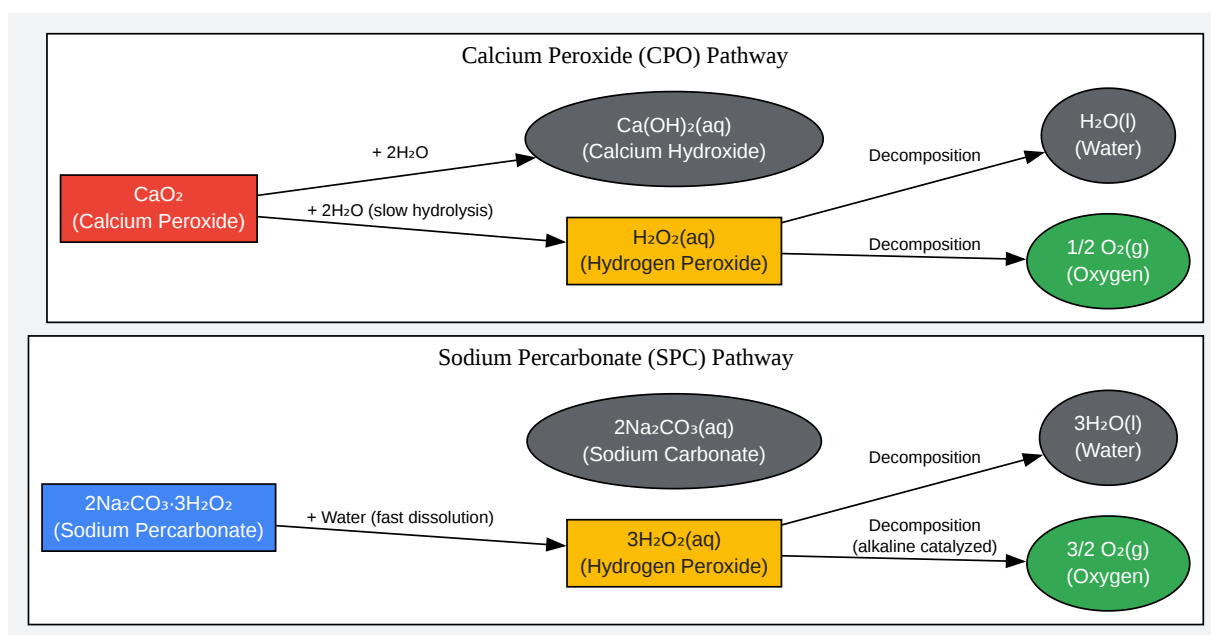 Calcium Peroxide (CPO) Pathway
CaO₂
(Calcium Peroxide)
+ 2H₂O
+ 2H₂O (slow hydrolysis)
Ca(OH)₂(aq)
(Calcium Hydroxide)
H₂O₂(aq)
(Hydrogen Peroxide)
Decomposition
Decomposition
H₂O(l)
(Water)
1/2 O₂(g)
(Oxygen)
Sodium Percarbonate (SPC) Pathway
2Na₂CO₃·3H₂O₂
(Sodium Percarbonate)
+ Water (fast dissolution)
2Na₂CO₃(aq)
(Sodium Carbonate)
3H₂O₂(aq)
(Hydrogen Peroxide)
Decomposition
Decomposition
(alkaline catalyzed)
3H₂O(l)
(Water)
3/2 O₂(g)
(Oxygen)